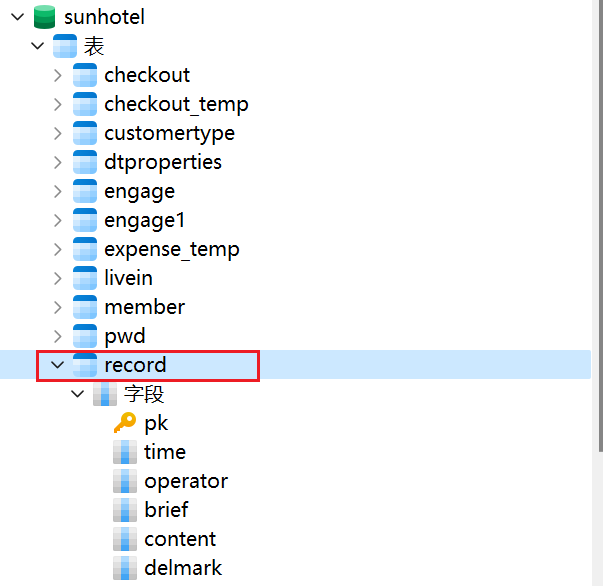 sunhotel
表
checkout
checkout_temp
customertype
dtproperties
engage
engage1
expense_temp
livein
member
pwd
record
字段
pk
time
operator
brief
content
delmark